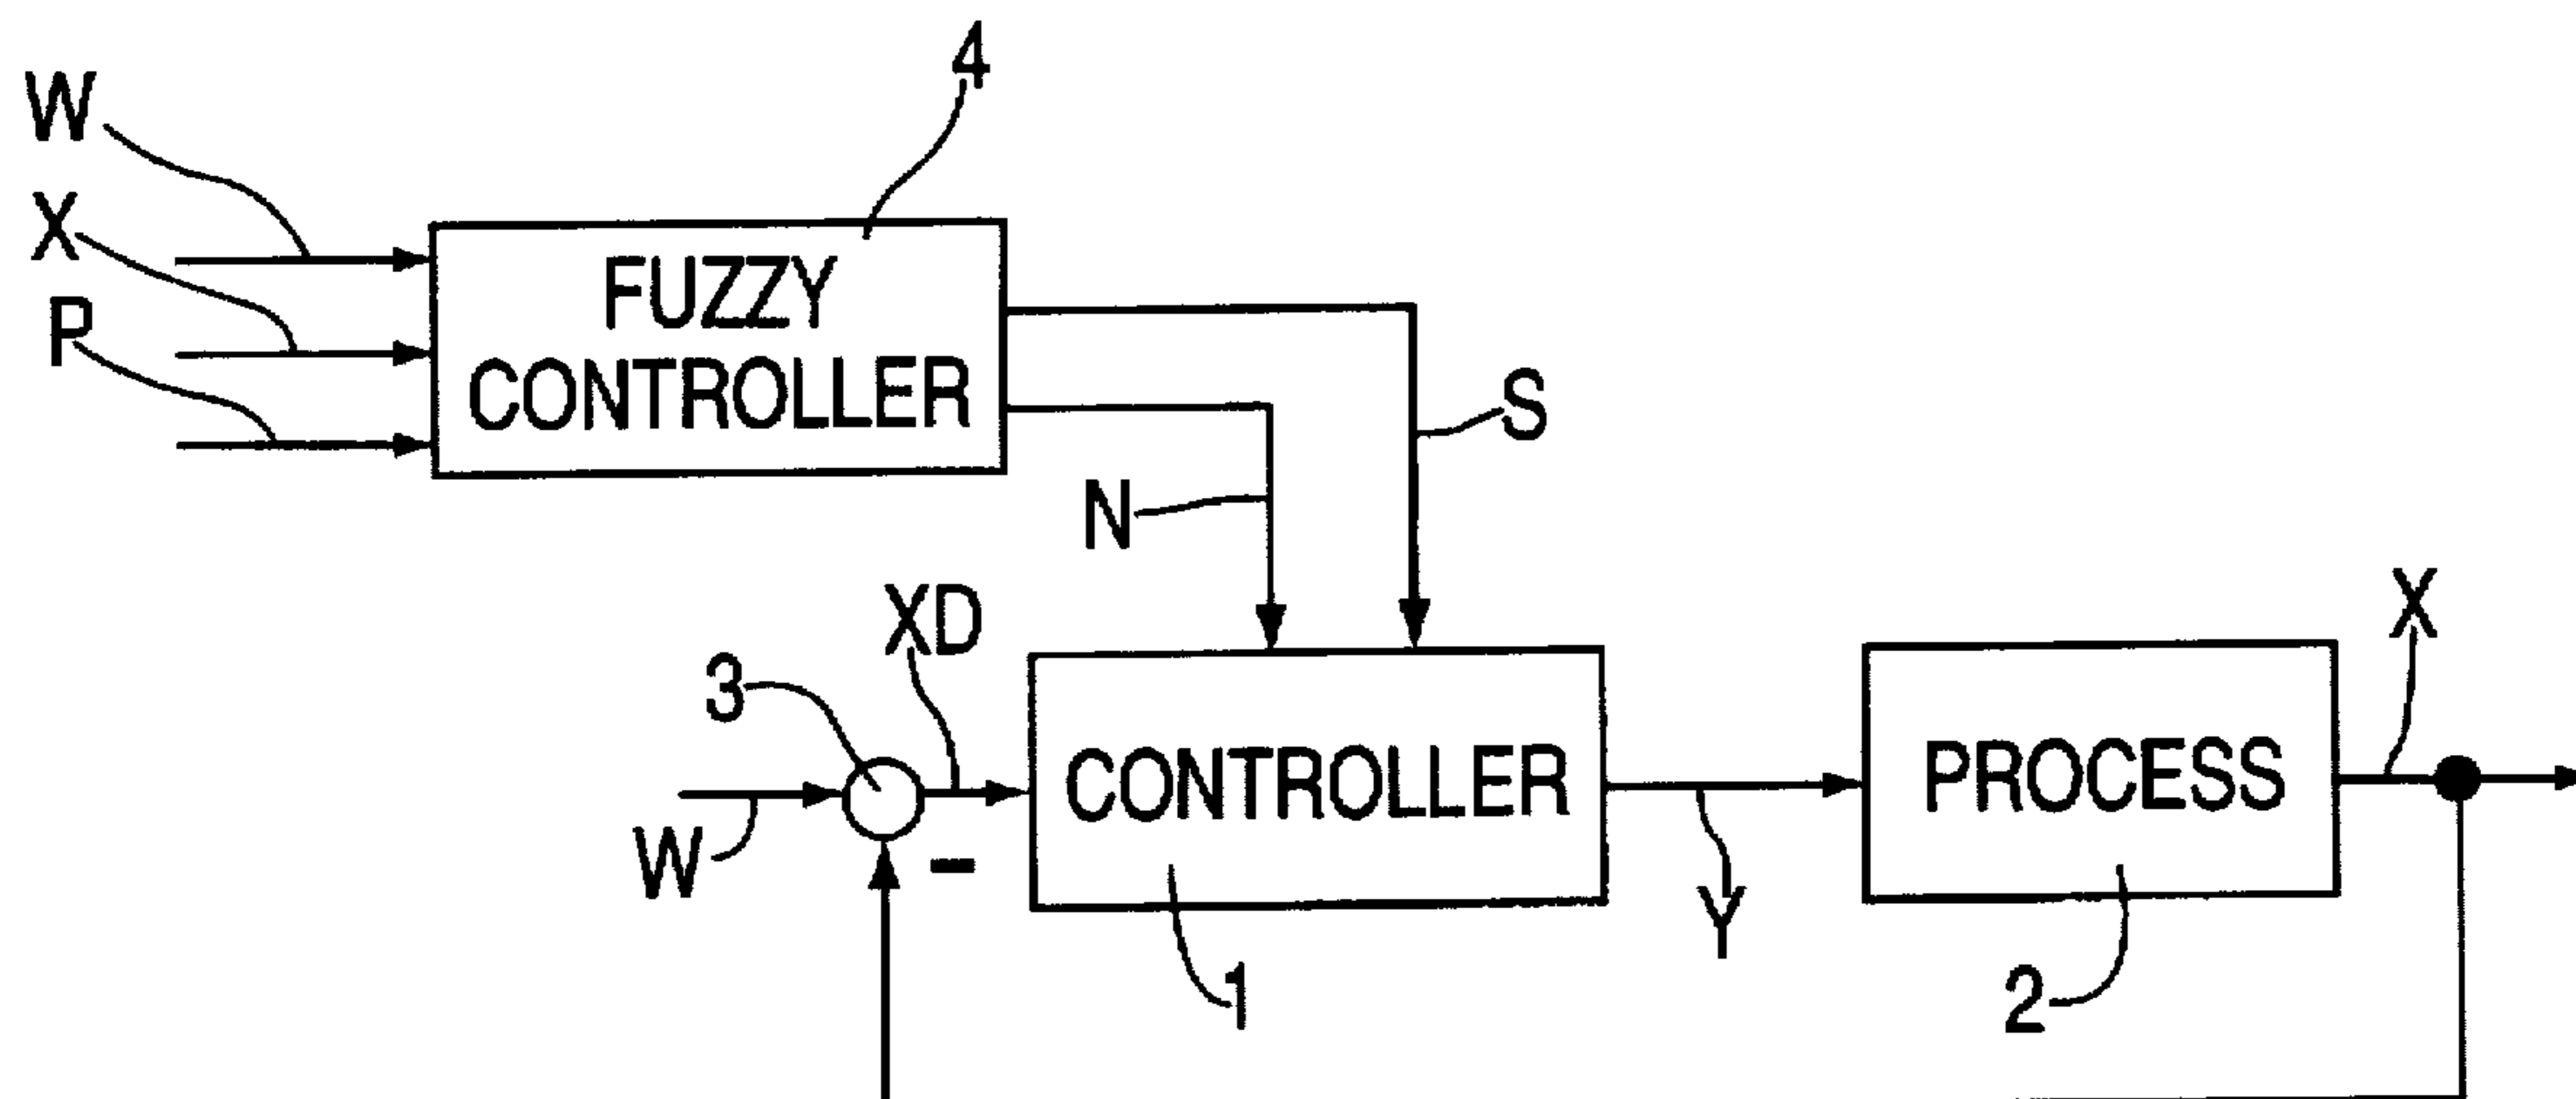 4
W
X
P
FUZZY
CONTROLLER
S
N
XD
X
3
CONTROLLER
PROCESS
W
-
Y
1
2